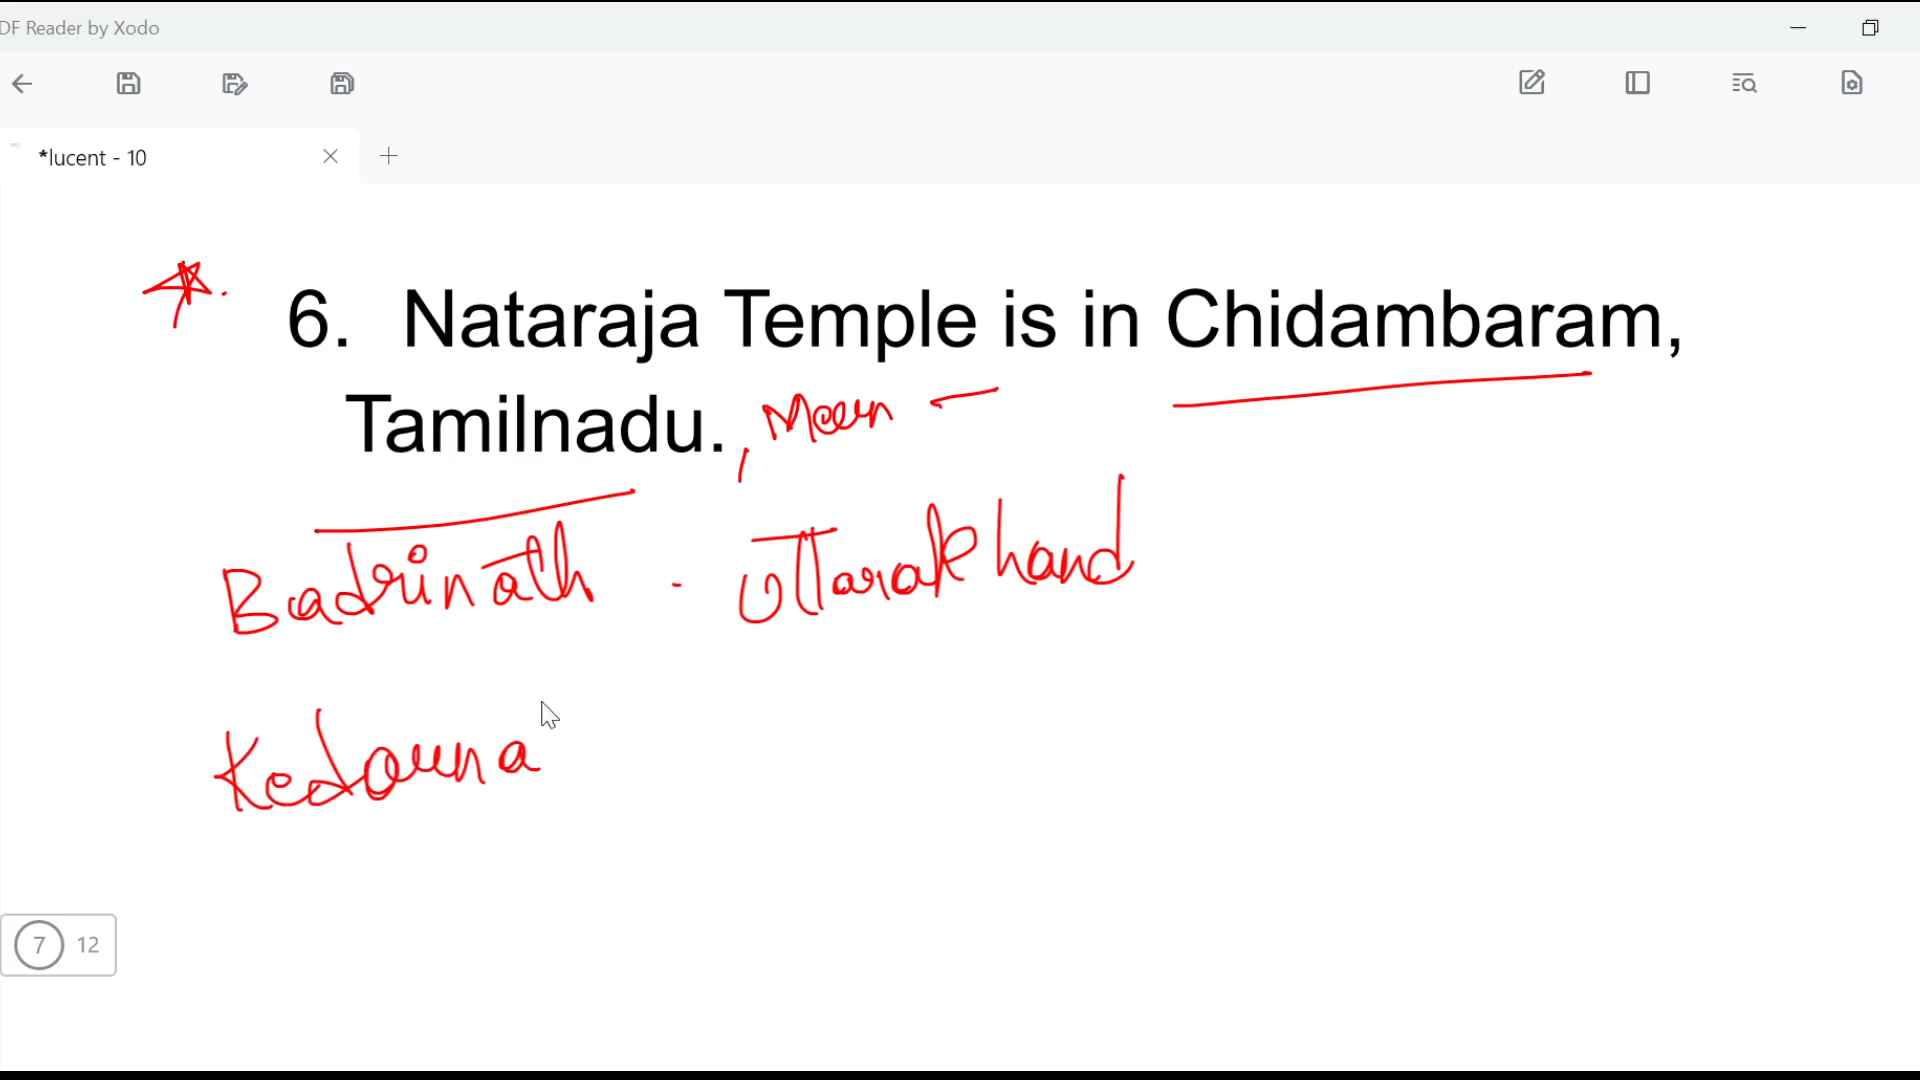 DF Reader by Xodo
*lucent - 10
6. Nataraja Temple is in Chidambaram,
Tamilnadu. , Meen
Badrinath - Uttarakhand
Kedarna
7 12